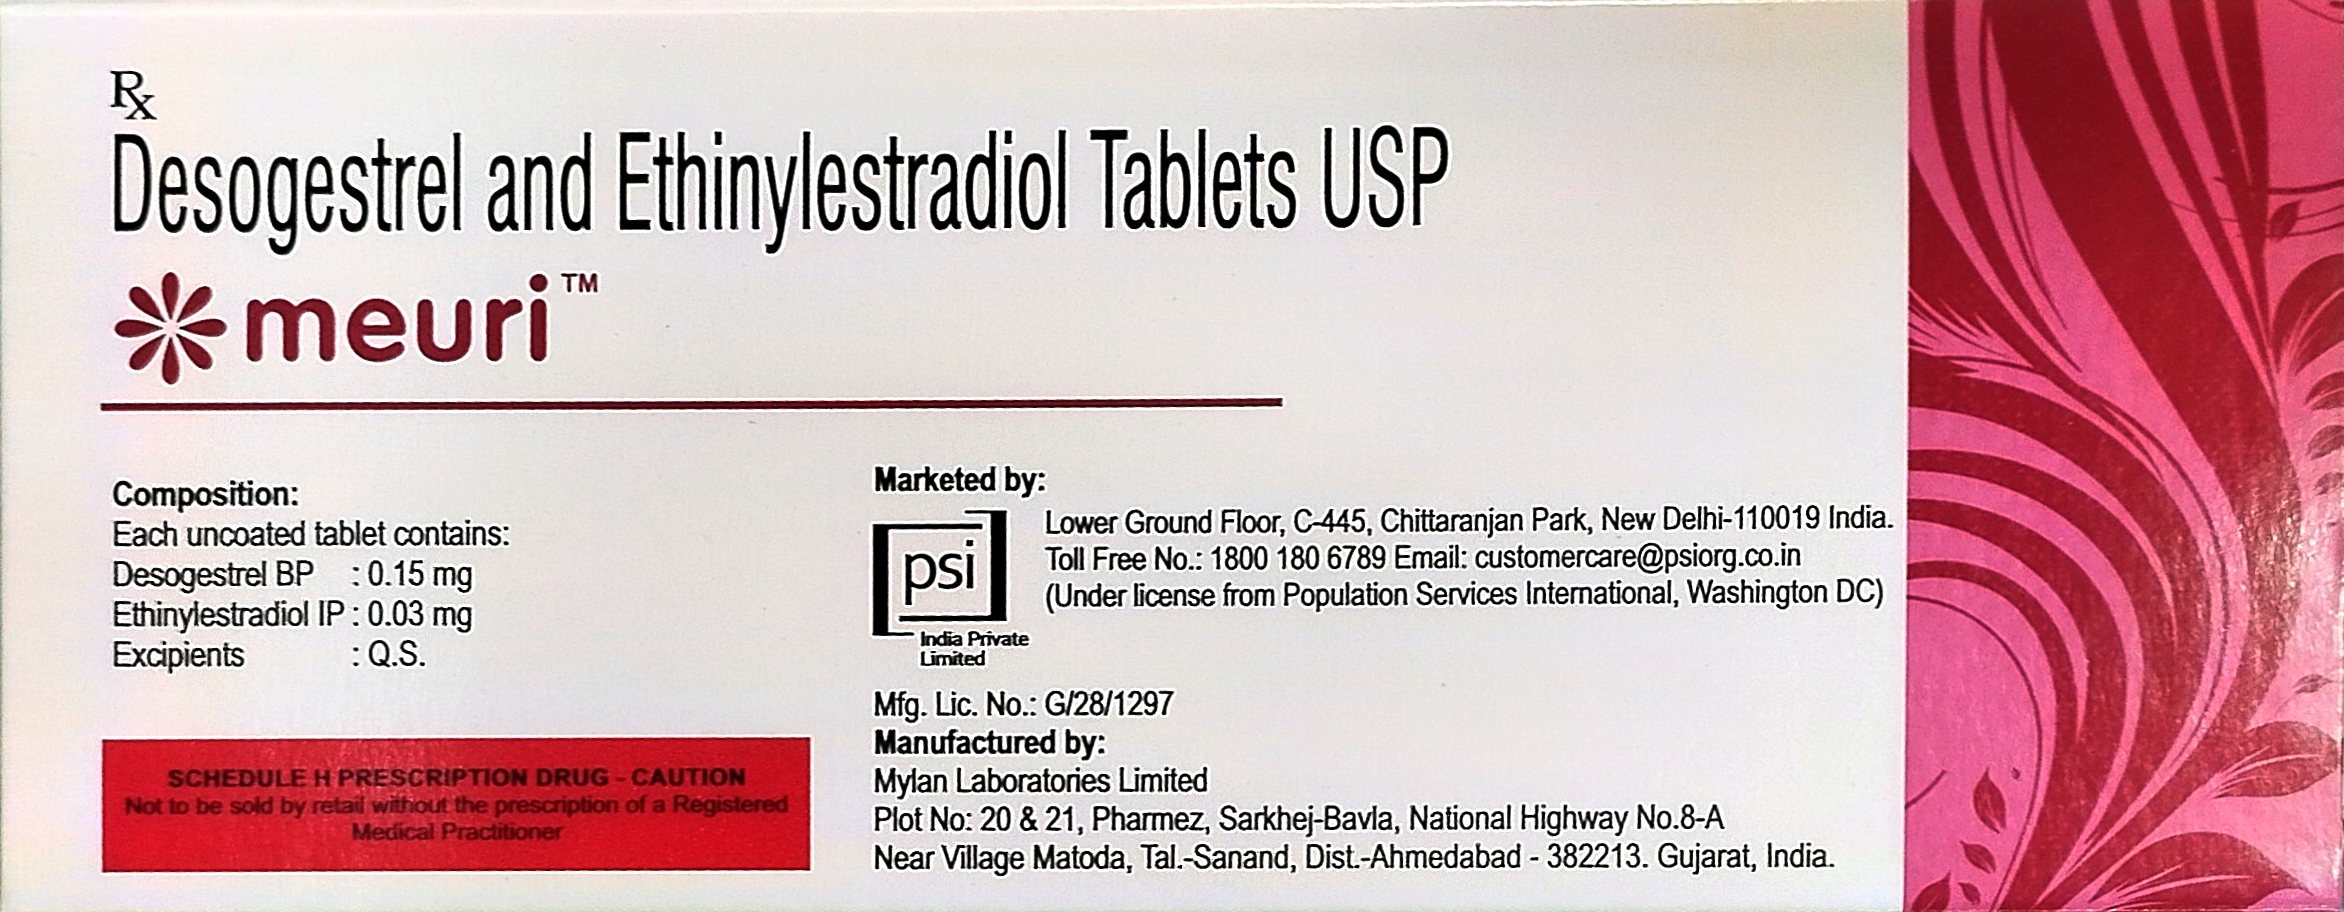 Rx
Desogestrel and Ethinylestradiol Tablets USP
meuri™
Composition:
Each uncoated tablet contains:
Desogestrel BP : 0.15 mg
Ethinylestradiol IP : 0.03 mg
Excipients : Q.S.
SCHEDULE H PRESCRIPTION DRUG - CAUTION
Not to be sold by retail without the prescription of a Registered
Medical Practitioner
Marketed by:
psi
India Private
Limited
Lower Ground Floor, C-445, Chittaranjan Park, New Delhi-110019 India.
Toll Free No.: 1800 180 6789 Email: customercare@psiorg.co.in
(Under license from Population Services International, Washington DC)
Mfg. Lic. No.: G/28/1297
Manufactured by:
Mylan Laboratories Limited
Plot No: 20 & 21, Pharmez, Sarkhej-Bavla, National Highway No.8-A
Near Village Matoda, Tal.-Sanand, Dist.-Ahmedabad - 382213. Gujarat, India.